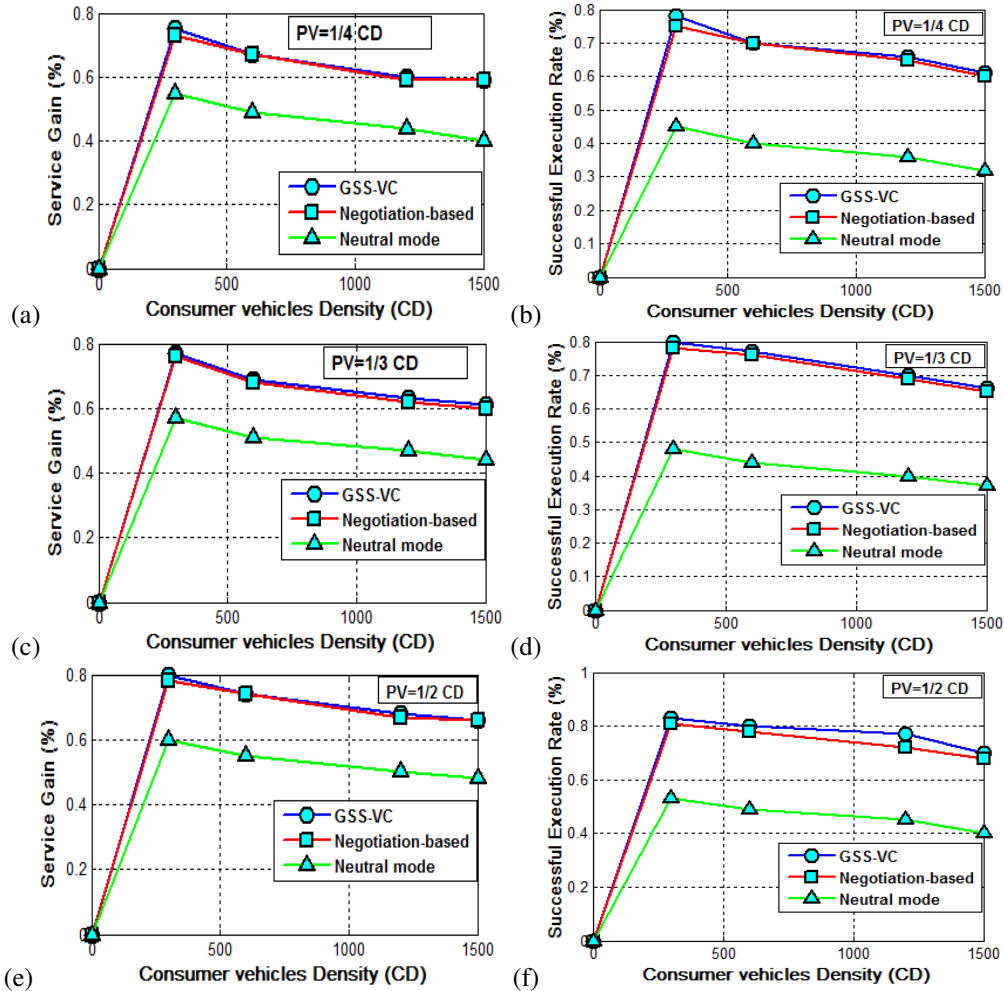 Service Gain (%)
0.8
0.6
0.4
0.2
0
PV=1/4 CD
GSS-VC
Negotiation-based
Neutral mode
0 500 1000 1500
Consumer vehicles Density (CD)
(a)
Successful Execution Rate (%)
0.8
0.7
0.6
0.5
0.4
0.3
0.2
0.1
0
PV=1/4 CD
GSS-VC
Negotiation-based
Neutral mode
0 500 1000 1500
Consumer vehicles Density (CD)
(b)
Service Gain (%)
0.8
0.6
0.4
0.2
0
PV=1/3 CD
GSS-VC
Negotiation-based
Neutral mode
0 500 1000 1500
Consumer vehicles Density (CD)
(c)
Successful Execution Rate (%)
0.8
0.7
0.6
0.5
0.4
0.3
0.2
0.1
0
PV=1/3 CD
GSS-VC
Negotiation-based
Neutral mode
0 500 1000 1500
Consumer vehicles Density (CD)
(d)
Service Gain (%)
0.8
0.6
0.4
0.2
0
PV=1/2 CD
GSS-VC
Negotiation-based
Neutral mode
0 500 1000 1500
Consumer vehicles Density (CD)
(e)
Successful Execution Rate (%)
1
0.8
0.6
0.4
0.2
0
PV=1/2 CD
GSS-VC
Negotiation-based
Neutral mode
0 500 1000 1500
Consumer vehicles Density (CD)
(f)